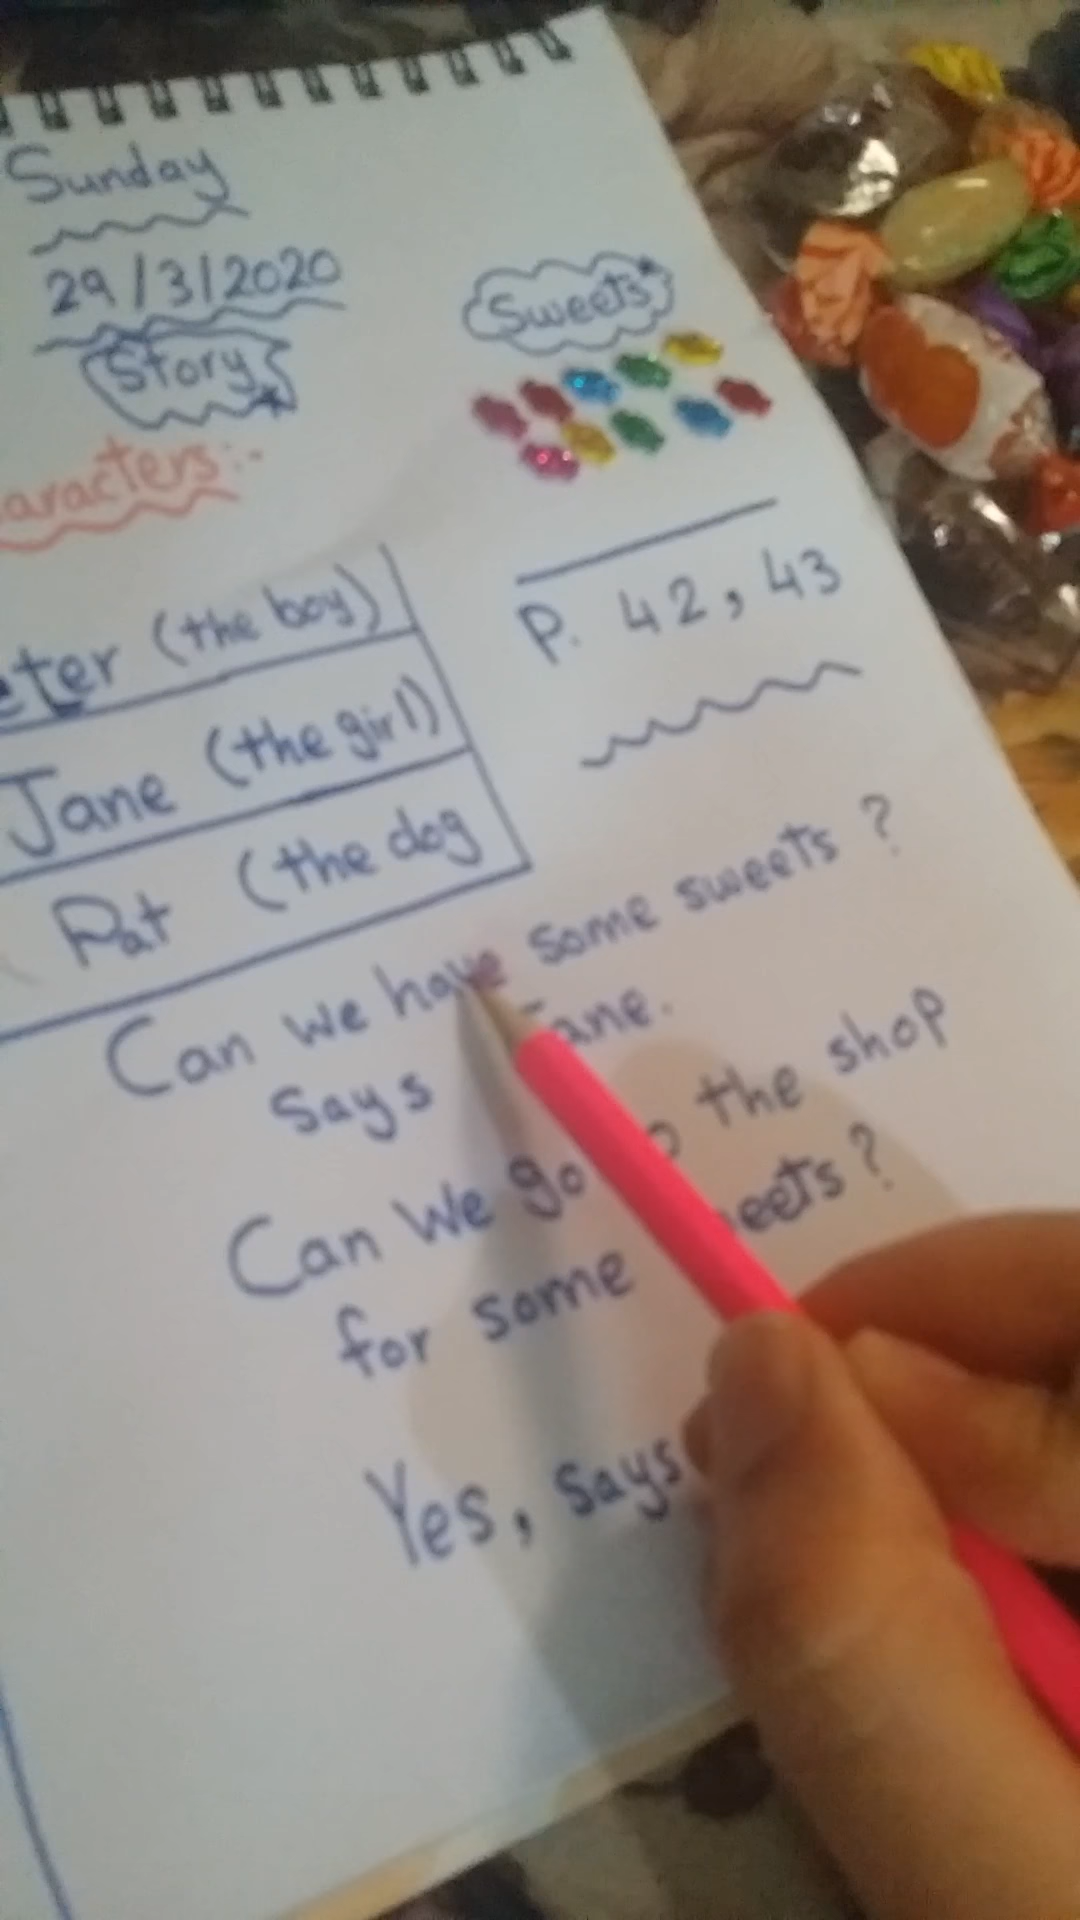 Sunday
29/3/2020
Story
Sweets
aracters:-
eter (the boy)
P. 42, 43
Jane (the girl)
Pat (the dog
Can we have some sweets?
says ane.
Can We go o the shop
for some eets?
Yes, says